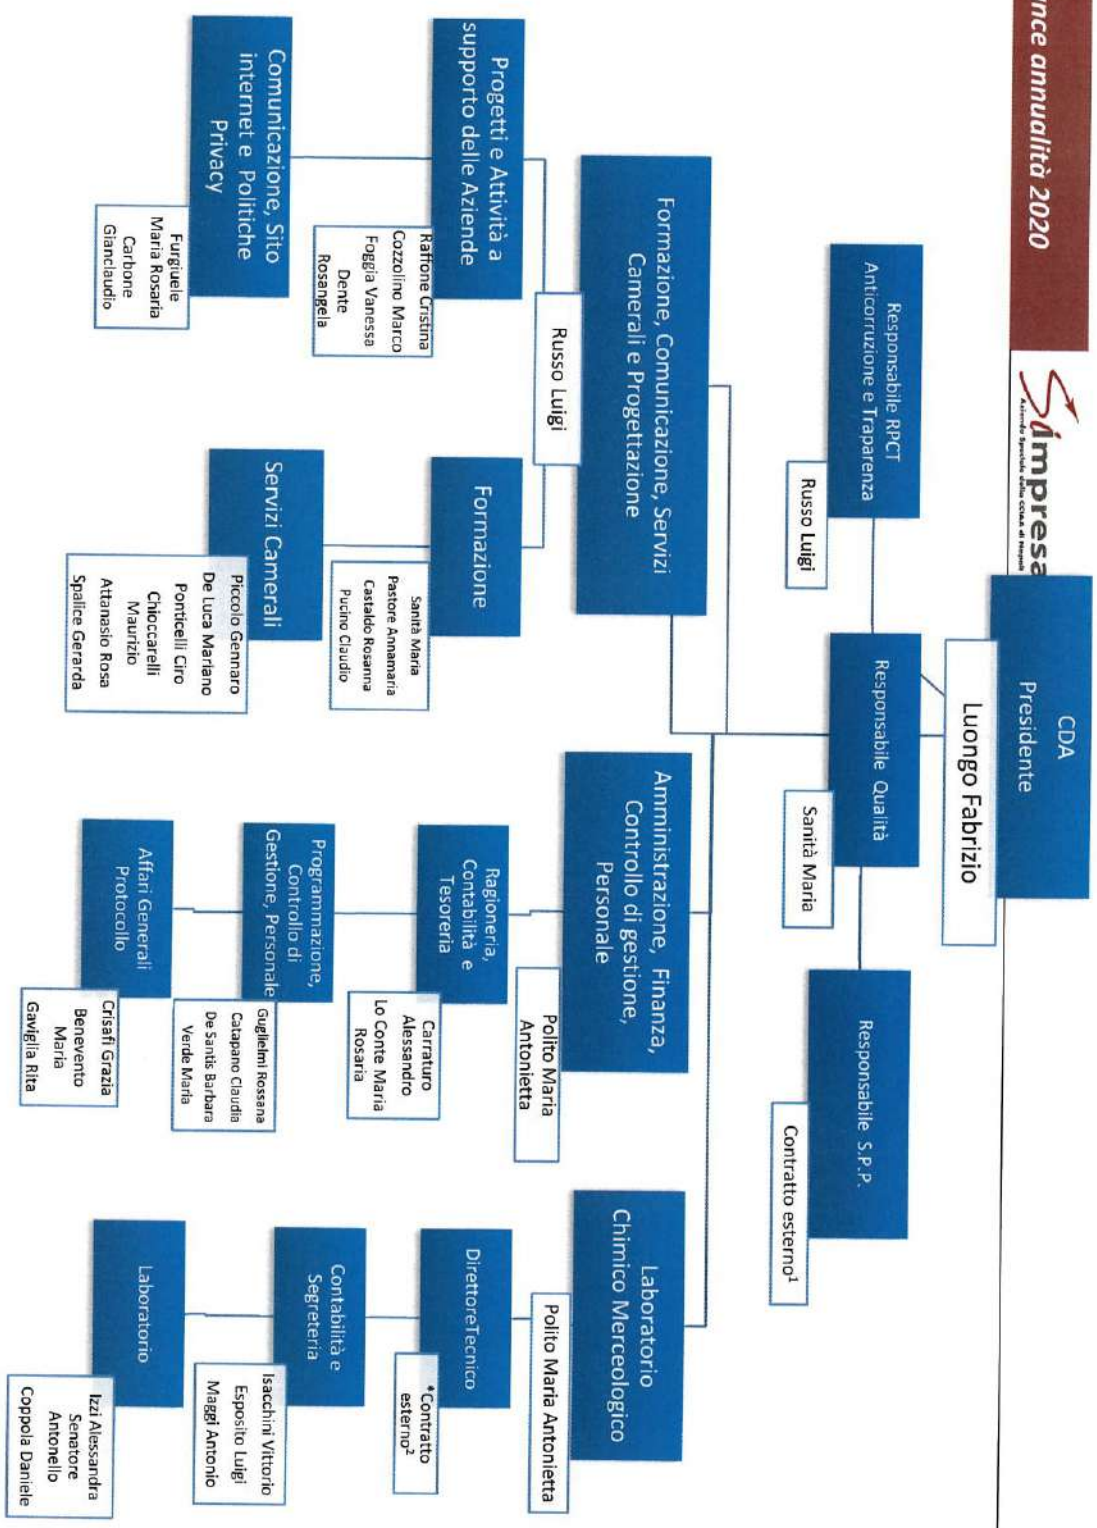 nce annualità 2020
Sìimpresa
Azienda Speciale della CCIAA di Napoli
CDA
Presidente
Luongo Fabrizio
Responsabile RPCT
Anticorruzione e Traparenza
Russo Luigi
Responsabile Qualità
Sanità Maria
Responsabile S.P.P.
Contratto esterno¹
Formazione, Comunicazione, Servizi
Camerali e Progettazione
Russo Luigi
Progetti e Attività a
supporto delle Aziende
Raffone Cristina
Cozzolino Marco
Foggia Vanessa
Dente
Rosangela
Comunicazione, Sito
internet e Politiche
Privacy
Furgiuele
Maria Rosaria
Carbone
Gianclaudio
Formazione
Sanità Maria
Pastore Annamaria
Castaldo Rosanna
Pucino Claudio
Servizi Camerali
Piccolo Gennaro
De Luca Mariano
Ponticelli Ciro
Chioccarelli
Maurizio
Attanasio Rosa
Spalice Gerarda
Amministrazione, Finanza,
Controllo di gestione,
Personale
Polito Maria
Antonietta
Ragioneria,
Contabilità e
Tesoreria
Carraturo
Alessandro
Lo Conte Maria
Rosaria
Programmazione,
Controllo di
Gestione, Personale
Guglielmi Rossana
Catapano Claudia
De Santis Barbara
Verde Maria
Affari Generali
Protocollo
Crisafi Grazia
Benevento
Maria
Gaviglia Rita
Laboratorio
Chimico Merceologico
Polito Maria Antonietta
DirettoreTecnico
*Contratto
esterno²
Contabilità e
Segreteria
Isacchini Vittorio
Esposito Luigi
Maggi Antonio
Laboratorio
Izzi Alessandra
Senatore
Antonello
Coppola Daniele